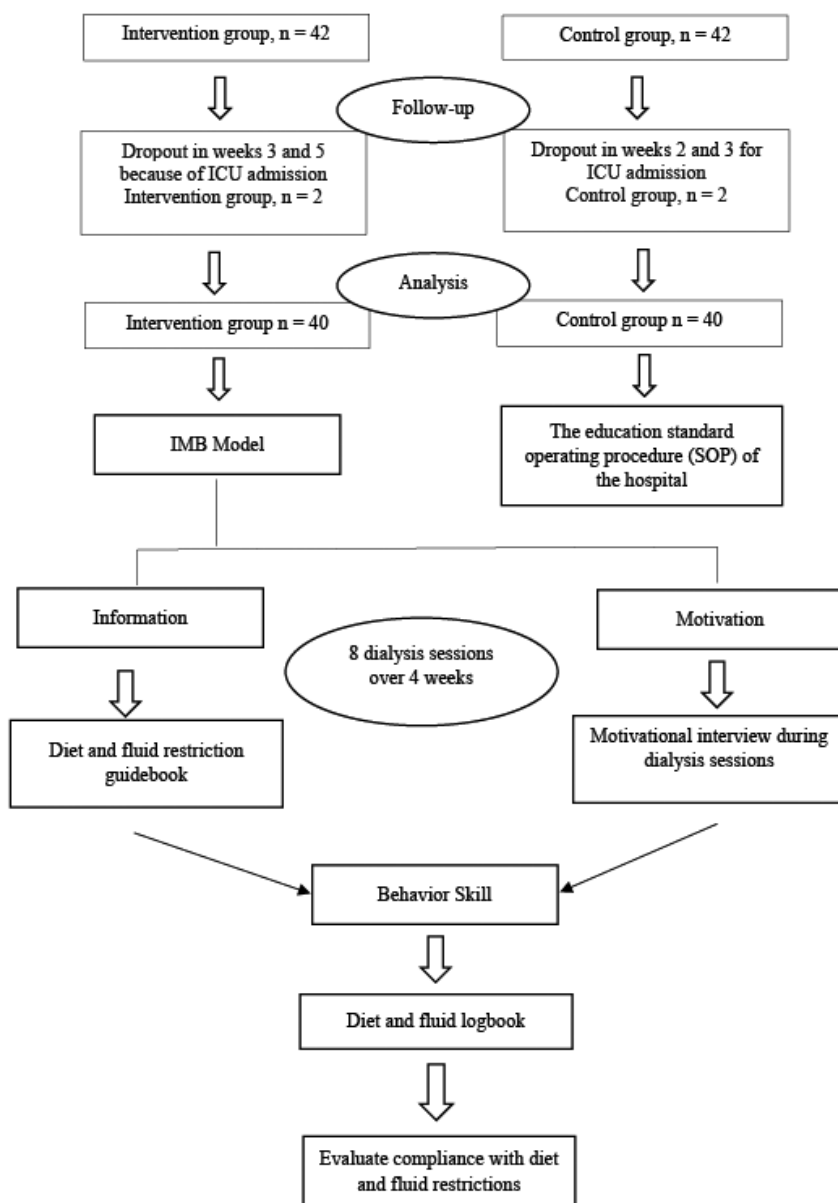 Intervention group, n = 42
Control group, n = 42
Follow-up
Dropout in weeks 3 and 5
because of ICU admission
Intervention group, n = 2
Dropout in weeks 2 and 3 for
ICU admission
Control group, n = 2
Analysis
Intervention group n = 40
Control group n = 40
IMB Model
The education standard
operating procedure (SOP) of
the hospital
Information
8 dialysis sessions
over 4 weeks
Motivation
Diet and fluid restriction
guidebook
Motivational interview during
dialysis sessions
Behavior Skill
Diet and fluid logbook
Evaluate compliance with diet
and fluid restrictions